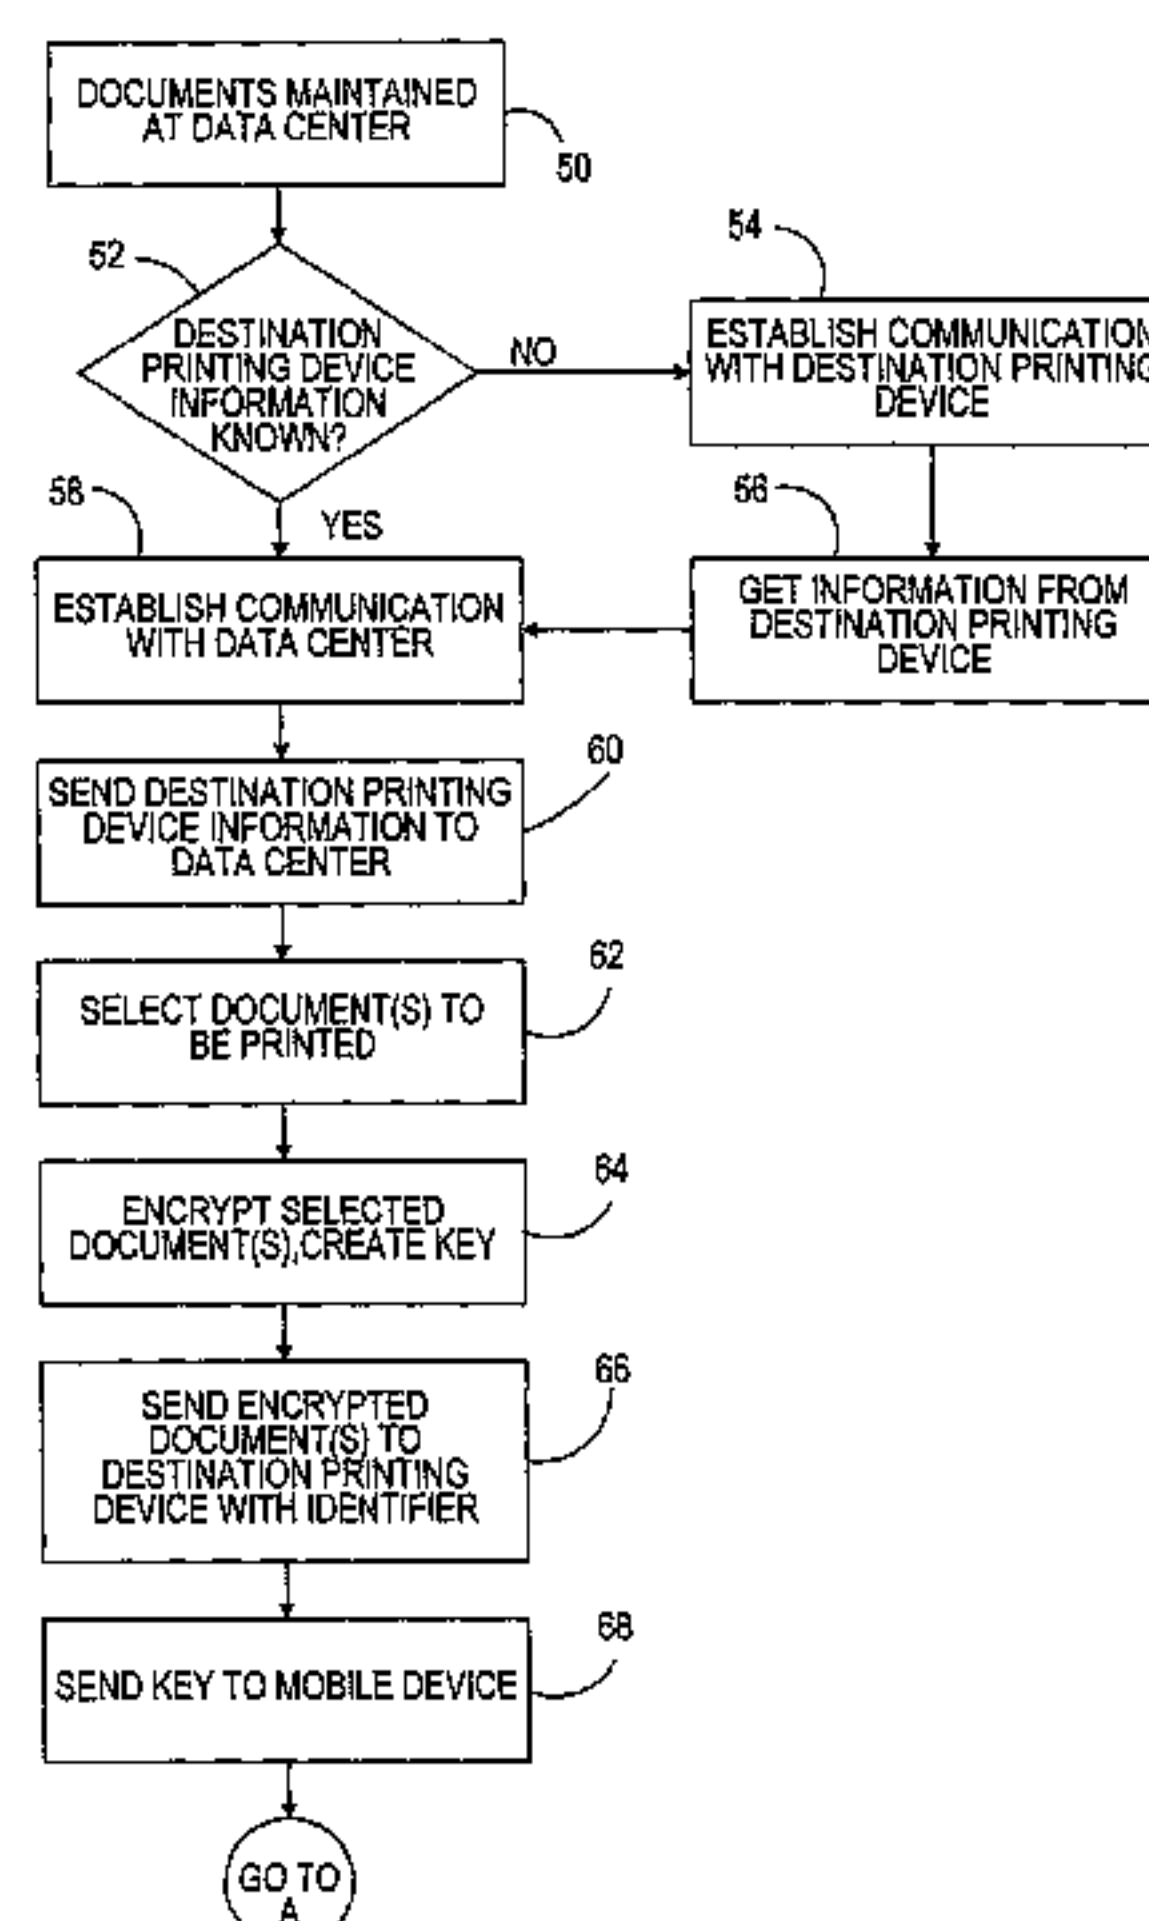 DOCUMENTS MAINTAINED
AT DATA CENTER
50
52
DESTINATION
PRINTING DEVICE
INFORMATION
KNOWN?
NO
54
ESTABLISH COMMUNICATION
WITH DESTINATION PRINTING
DEVICE
YES
58
ESTABLISH COMMUNICATION
WITH DATA CENTER
56
GET INFORMATION FROM
DESTINATION PRINTING
DEVICE
60
SEND DESTINATION PRINTING
DEVICE INFORMATION TO
DATA CENTER
62
SELECT DOCUMENT(S) TO
BE PRINTED
64
ENCRYPT SELECTED
DOCUMENT(S),CREATE KEY
66
SEND ENCRYPTED
DOCUMENT(S) TO
DESTINATION PRINTING
DEVICE WITH IDENTIFIER
68
SEND KEY TO MOBILE DEVICE
GO TO
A